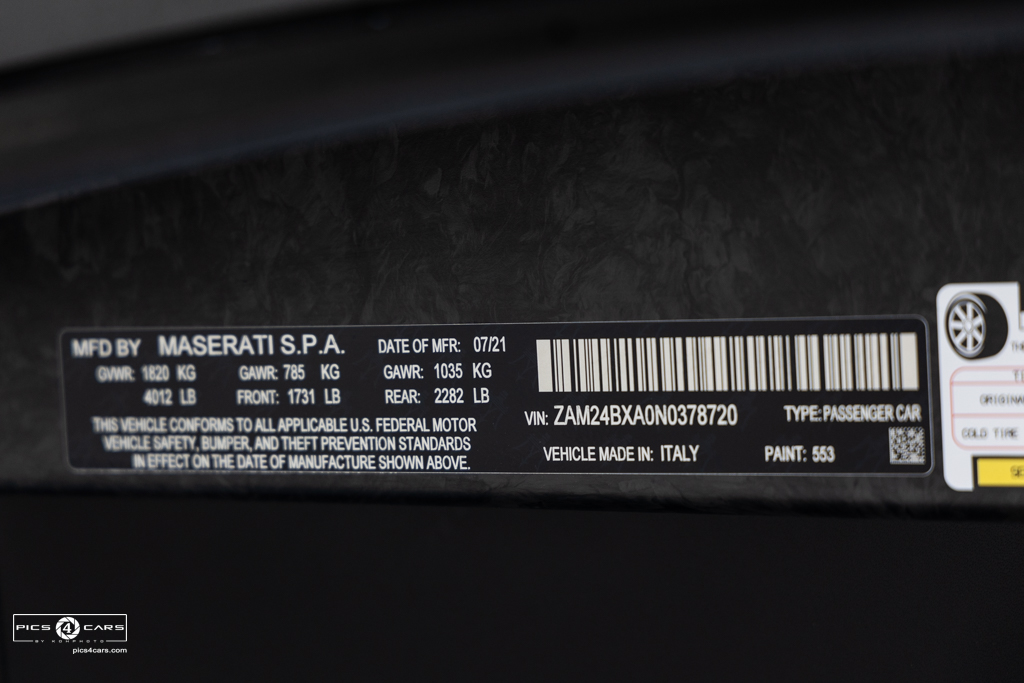 MFD BY MASERATI S.P.A. DATE OF MFR: 07/21
GVWR: 1820 KG GAWR: 785 KG GAWR: 1035 KG
4012 LB FRONT: 1731 LB REAR: 2282 LB
THIS VEHICLE CONFORMS TO ALL APPLICABLE U.S. FEDERAL MOTOR
VEHICLE SAFETY, BUMPER, AND THEFT PREVENTION STANDARDS
IN EFFECT ON THE DATE OF MANUFACTURE SHOWN ABOVE.
VIN: ZAM24BXA0N0378720 TYPE: PASSENGER CAR
VEHICLE MADE IN: ITALY PAINT: 553
COLD TIRE
PICS 4 CARS
BY KONPHOTO
pics4cars.com